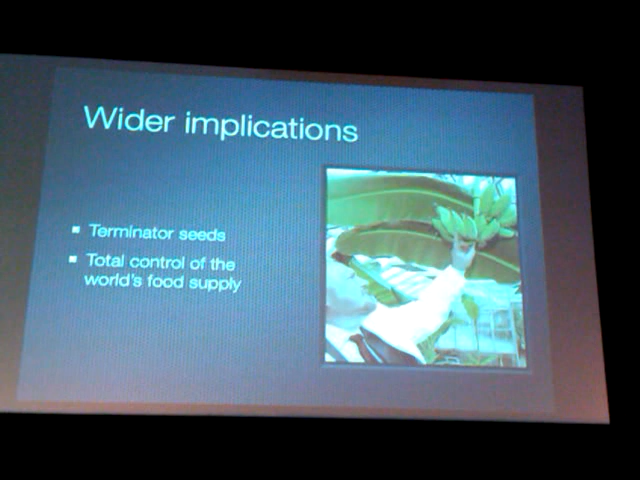 Wider implications
Terminator seeds
Total control of the
world's food supply